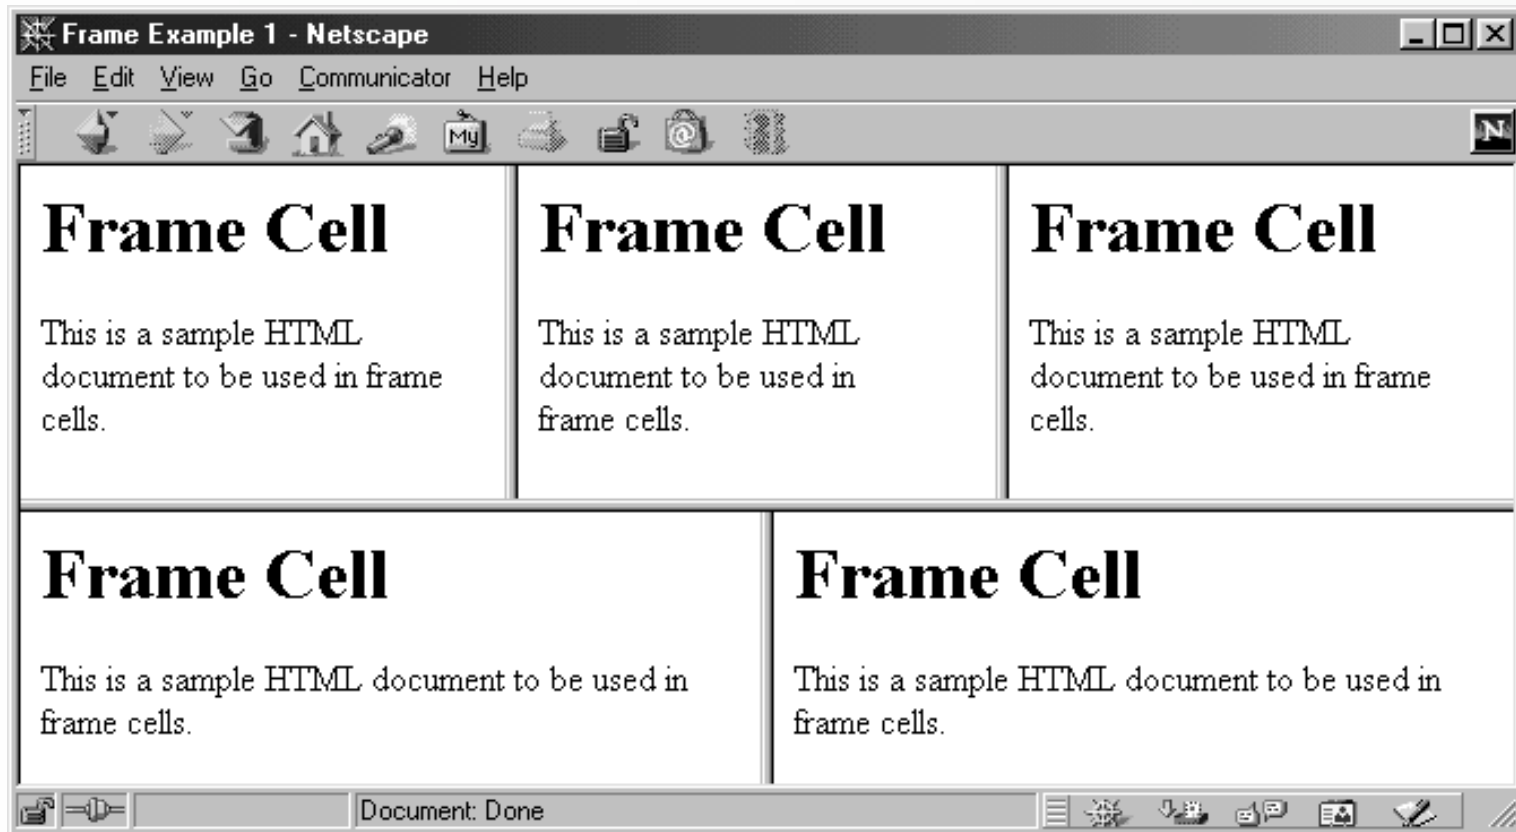 Frame Example 1 - Netscape
File Edit View Go Communicator Help
My
N
Frame Cell
This is a sample HTML
document to be used in frame
cells.
Frame Cell
This is a sample HTML
document to be used in
frame cells.
Frame Cell
This is a sample HTML
document to be used in frame
cells.
Frame Cell
This is a sample HTML document to be used in
frame cells.
Frame Cell
This is a sample HTML document to be used in
frame cells.
Document: Done